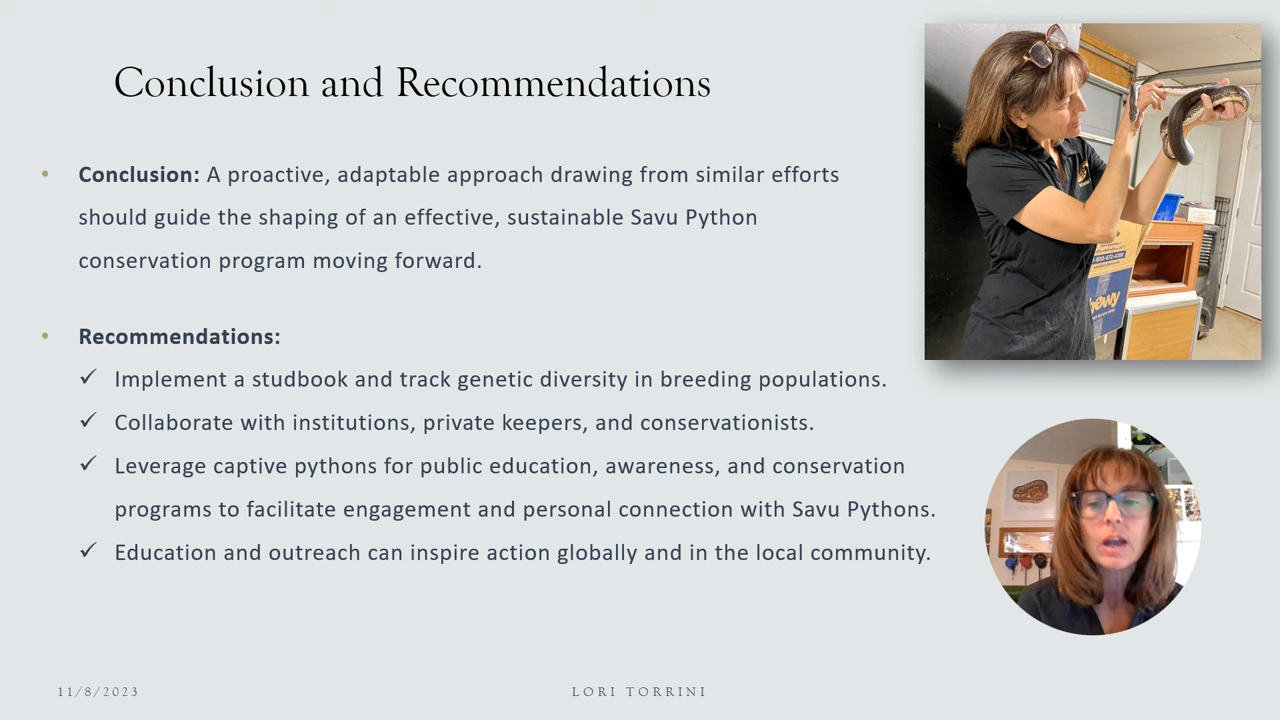 Conclusion and Recommendations
• Conclusion: A proactive, adaptable approach drawing from similar efforts
should guide the shaping of an effective, sustainable Savu Python
conservation program moving forward.
• Recommendations:
✓ Implement a studbook and track genetic diversity in breeding populations.
✓ Collaborate with institutions, private keepers, and conservationists.
✓ Leverage captive pythons for public education, awareness, and conservation
programs to facilitate engagement and personal connection with Savu Pythons.
✓ Education and outreach can inspire action globally and in the local community.
11/8/2023
LORI TORRINI